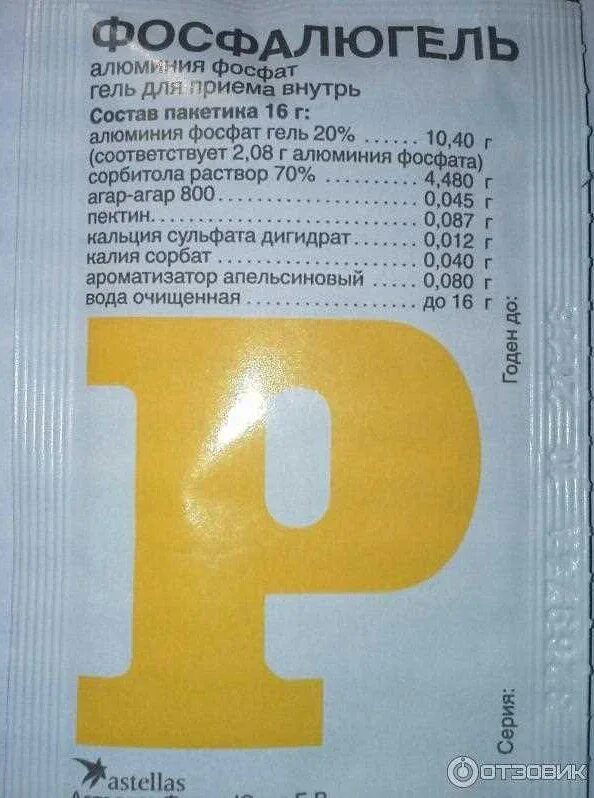 ФОСФАЛЮГЕЛЬ
алюминия фосфат
гель для приема внутрь
Состав пакетика 16 г:
алюминия фосфат гель 20% ...... 10,40 г
(соответствует 2,08 г алюминия фосфата)
сорбитола раствор 70% ........... 4,480 г
агар-агар 800 ........................ 0,045 г
пектин ................................. 0,087 г
кальция сульфата дигидрат ....... 0,012 г
калия сорбат ......................... 0,040 г
ароматизатор апельсиновый ...... 0,080 г
вода очищенная ..................... до 16 г
Годен до:
P
Серия:
astellas
ОТЗОВИК